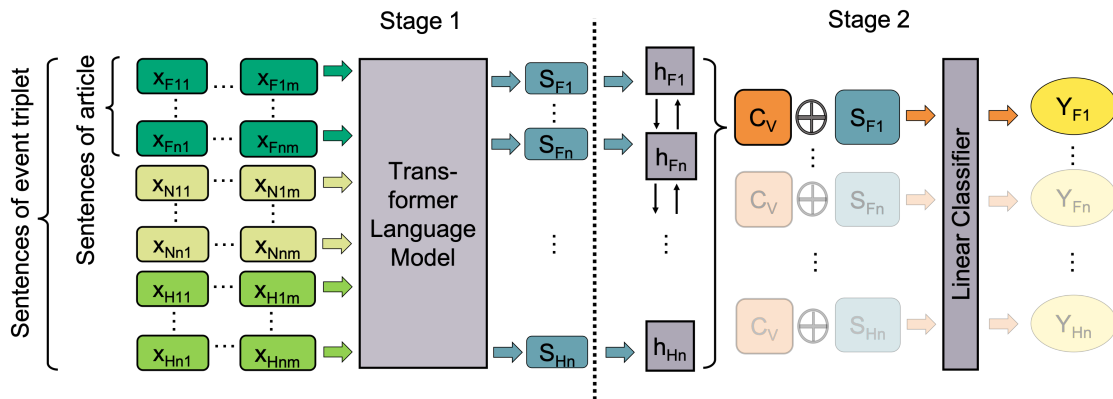 Stage 1
Stage 2
Sentences of event triplet
Sentences of article
x_F11 ... x_F1m
x_Fn1 ... x_Fnm
x_N11 ... x_N1m
x_Nn1 ... x_Nnm
x_H11 ... x_H1m
x_Hn1 ... x_Hnm
Trans-
former
Language
Model
S_F1
S_Fn
S_Hn
h_F1
h_Fn
h_Hn
C_V ⊕ S_F1
C_V ⊕ S_Fn
C_V ⊕ S_Hn
Linear Classifier
Y_F1
Y_Fn
Y_Hn